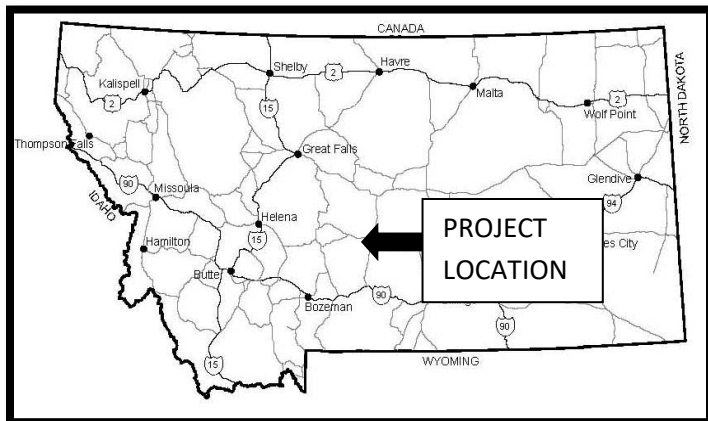 CANADA
Shelby
Havre
Kalispell
2
2
Malta
15
2
Wolf Point
NORTH DAKOTA
Thompson Falls
Great Falls
Glendive
90
Missoula
94
IDAHO
Helena
PROJECT
LOCATION
15
Hamilton
es City
Butte
90
Bozeman
90
15
WYOMING